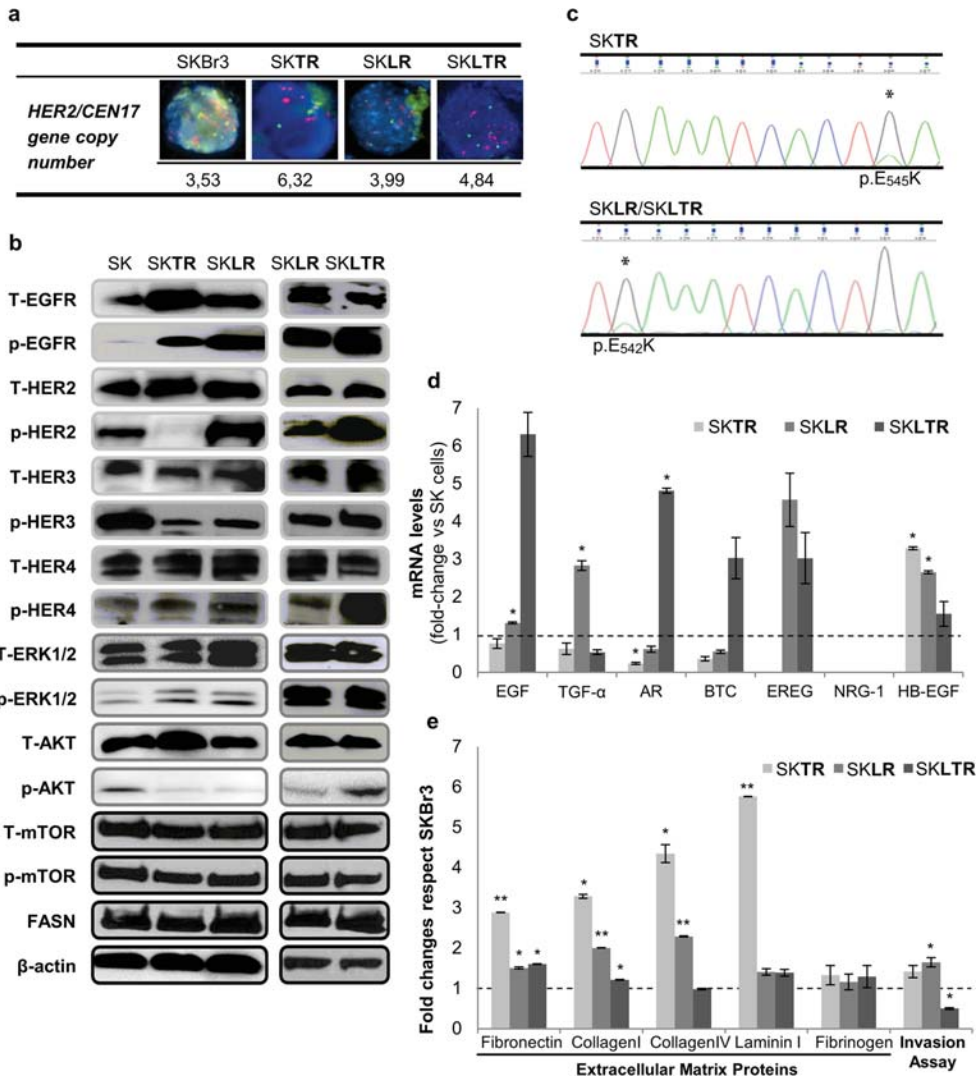 a
SKBr3 SKTR SKLR SKLTR
HER2/CEN17
gene copy
number
3,53 6,32 3,99 4,84
b
SK SKTR SKLR SKLR SKLTR
T-EGFR
p-EGFR
T-HER2
p-HER2
T-HER3
p-HER3
T-HER4
p-HER4
T-ERK1/2
p-ERK1/2
T-AKT
p-AKT
T-mTOR
p-mTOR
FASN
β-actin
c
SKTR
*
p.E545K
SKLR/SKLTR
*
p.E542K
d
mRNA levels
(fold-change vs SK cells)
7
6
5
4
3
2
1
0
SKTR SKLR SKLTR
* * * * * *
EGF TGF-α AR BTC EREG NRG-1 HB-EGF
e
Fold changes respect SKBr3
7
6
5
4
3
2
1
0
SKTR SKLR SKLTR
** * * * ** * * ** ** * *
Fibronectin CollagenI CollagenIV Laminin I Fibrinogen Invasion
Assay
Extracellular Matrix Proteins